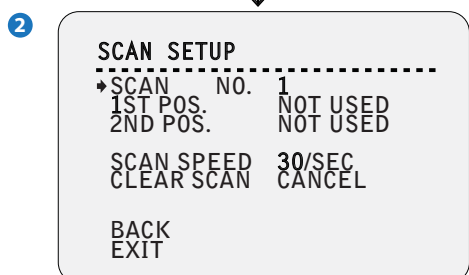 2
SCAN SETUP
SCAN NO. 1
1ST POS. NOT USED
2ND POS. NOT USED
SCAN SPEED 30/SEC
CLEAR SCAN CANCEL
BACK
EXIT